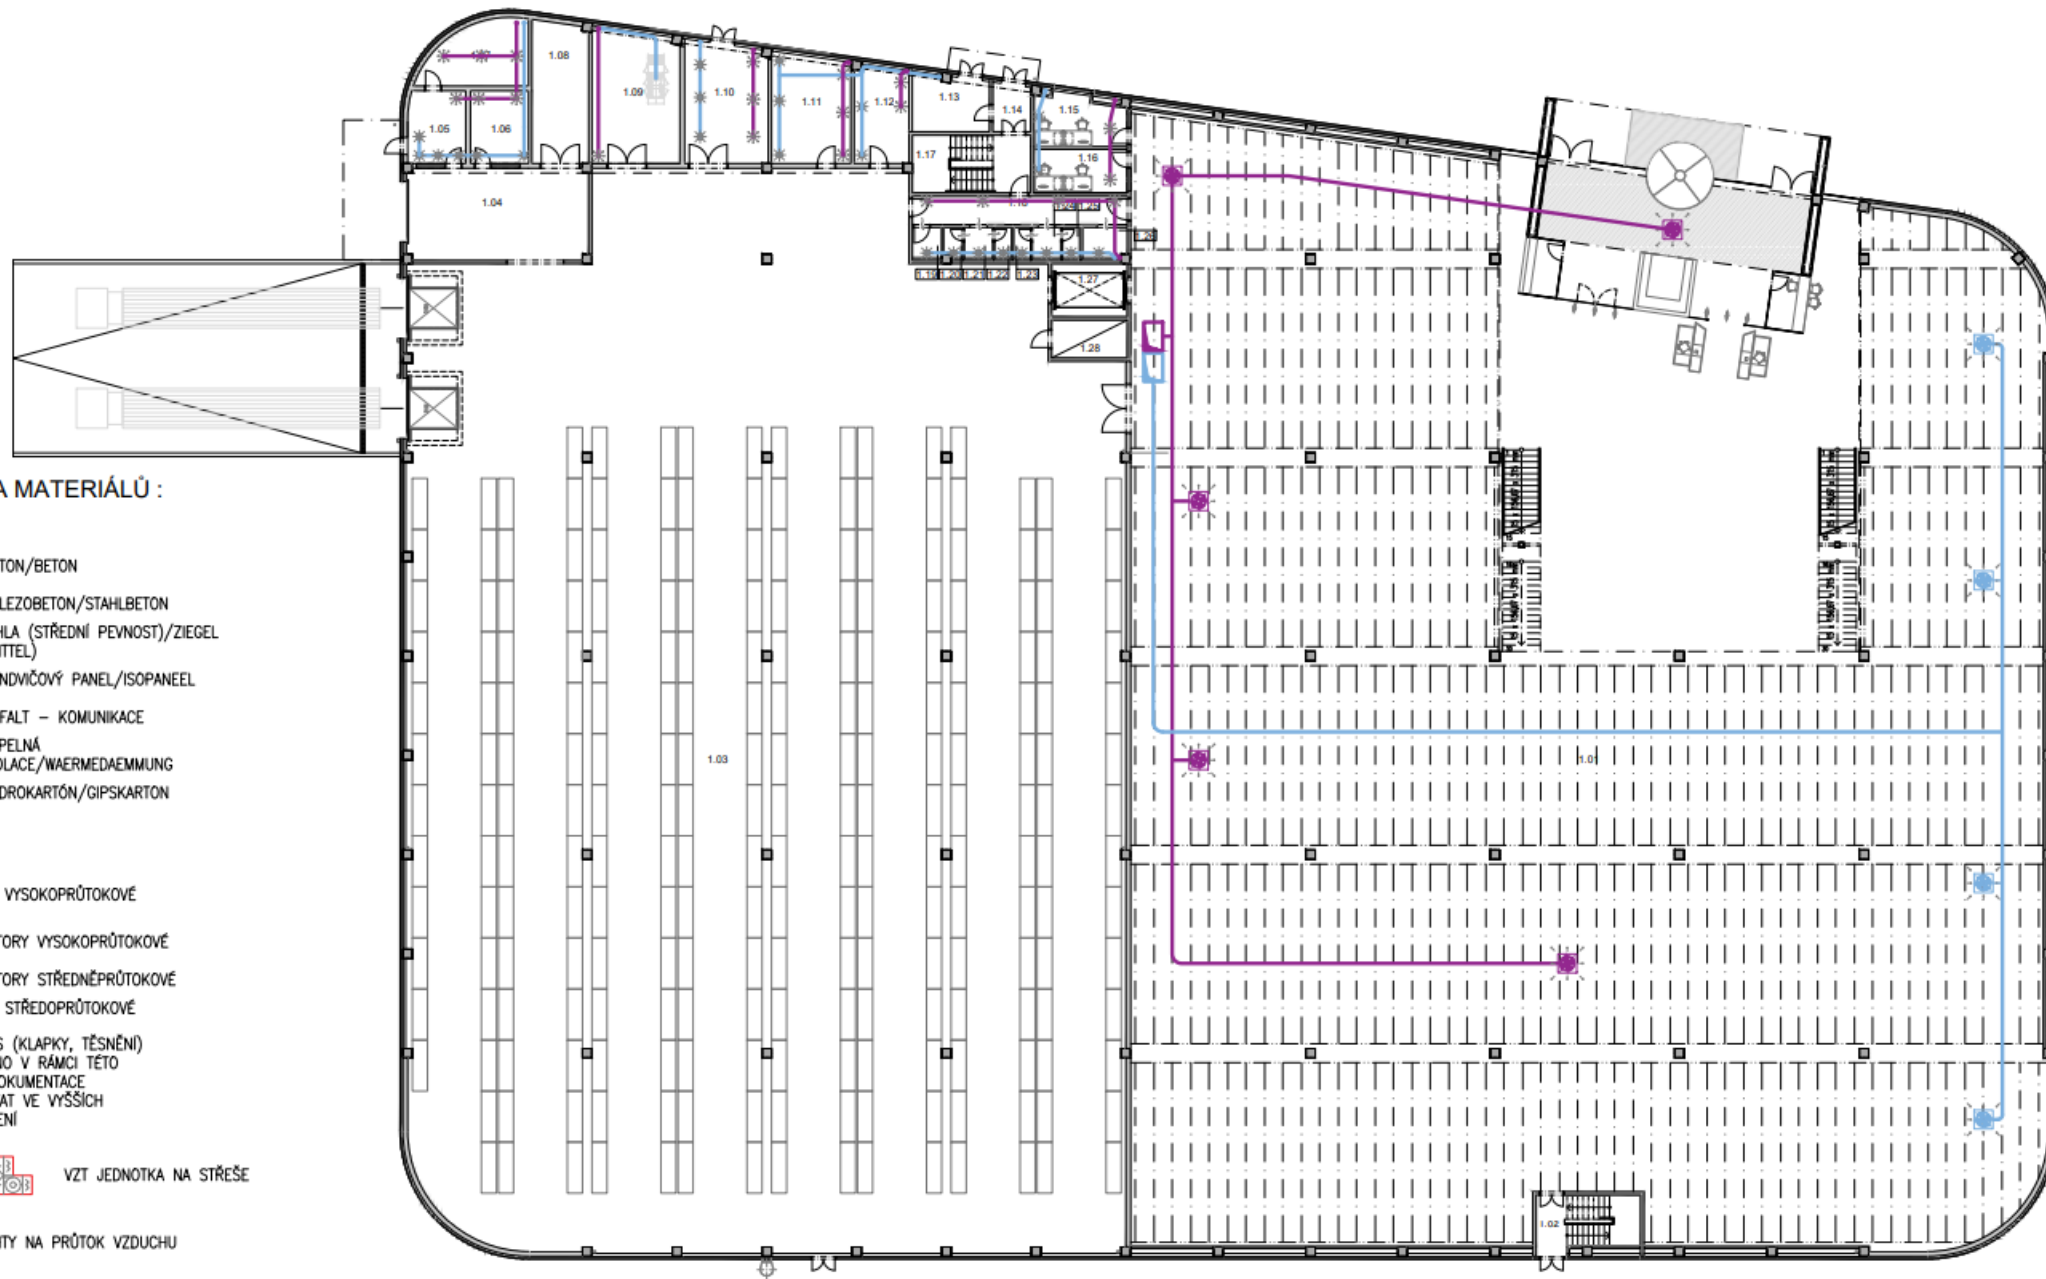 1.08
1.09
1.10
1.11
1.12
1.13
1.14
1.15
1.05
1.06
1.16
1.17
1.04
1.27
1.28
A MATERIÁLŮ :
TON/BETON
LEZOBETON/STAHLBETON
HLA (STŘEDNÍ PEVNOST)/ZIEGEL
ITTEL)
NDVIČOVÝ PANEL/ISOPANEEL
FALT – KOMUNIKACE
PELNÁ
OLACE/WAERMEDAEMMUNG
DROKARTÓN/GIPSKARTON
1.03
1.01
VYSOKOPRŮTOKOVÉ
TORY VYSOKOPRŮTOKOVÉ
TORY STŘEDNĚPRŮTOKOVÉ
STŘEDOPRŮTOKOVÉ
S (KLAPKY, TĚSNĚNÍ)
NO V RÁMCI TÉTO
OKUMENTACE
AT VE VYŠŠÍCH
ENÍ
VZT JEDNOTKA NA STŘEŠE
1.02
ITY NA PRŮTOK VZDUCHU